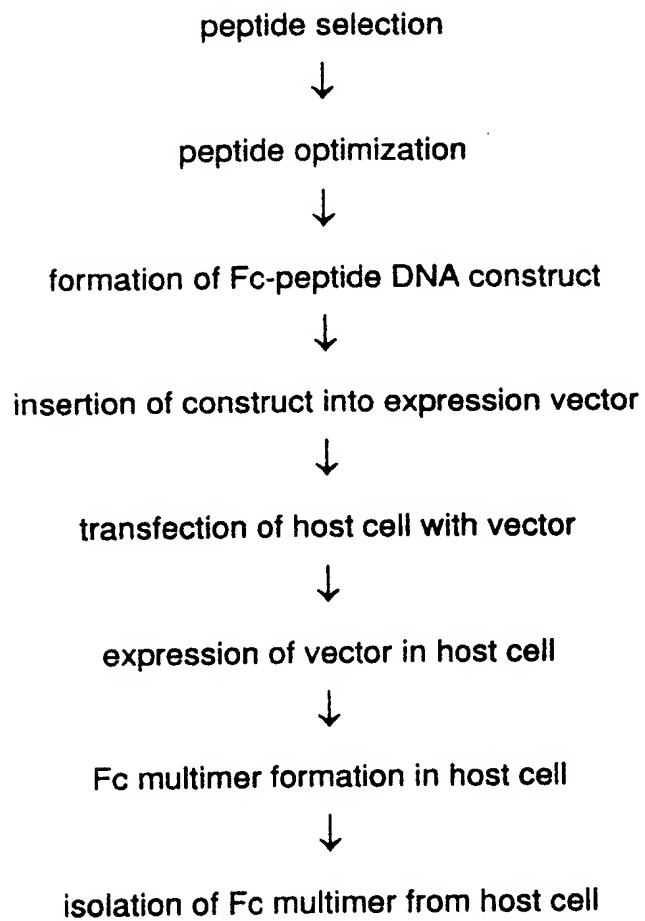 peptide selection
↓
peptide optimization
↓
formation of Fc-peptide DNA construct
↓
insertion of construct into expression vector
↓
transfection of host cell with vector
↓
expression of vector in host cell
↓
Fc multimer formation in host cell
↓
isolation of Fc multimer from host cell